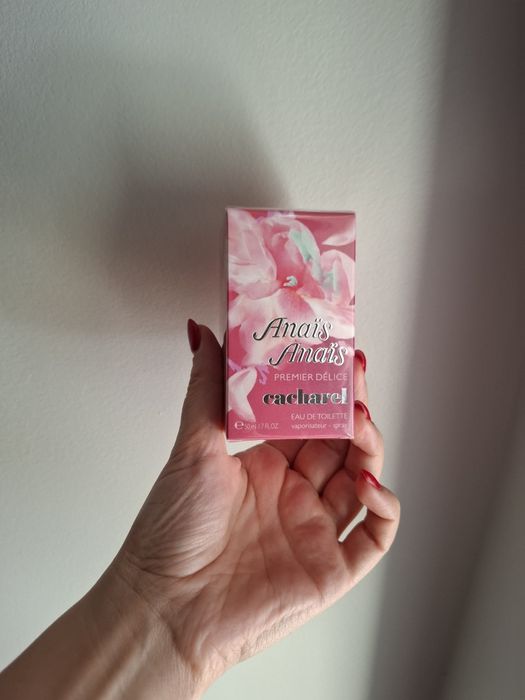 Anaïs
Anaïs
PREMIER DÉLICE
cacharel
EAU DE TOILETTE
℮50ml 1.7 FL.OZ. vaporisateur - spray